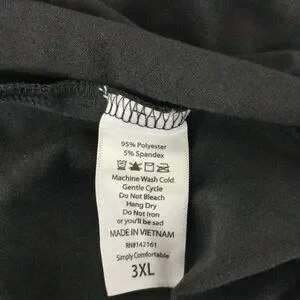 95% Polyester
5% Spandex
Machine Wash Cold
Gentle Cycle
Do Not Bleach
Hang Dry
Do Not Iron
or you'll be sad
MADE IN VIETNAM
RN#142161
Simply Comfortable
3XL